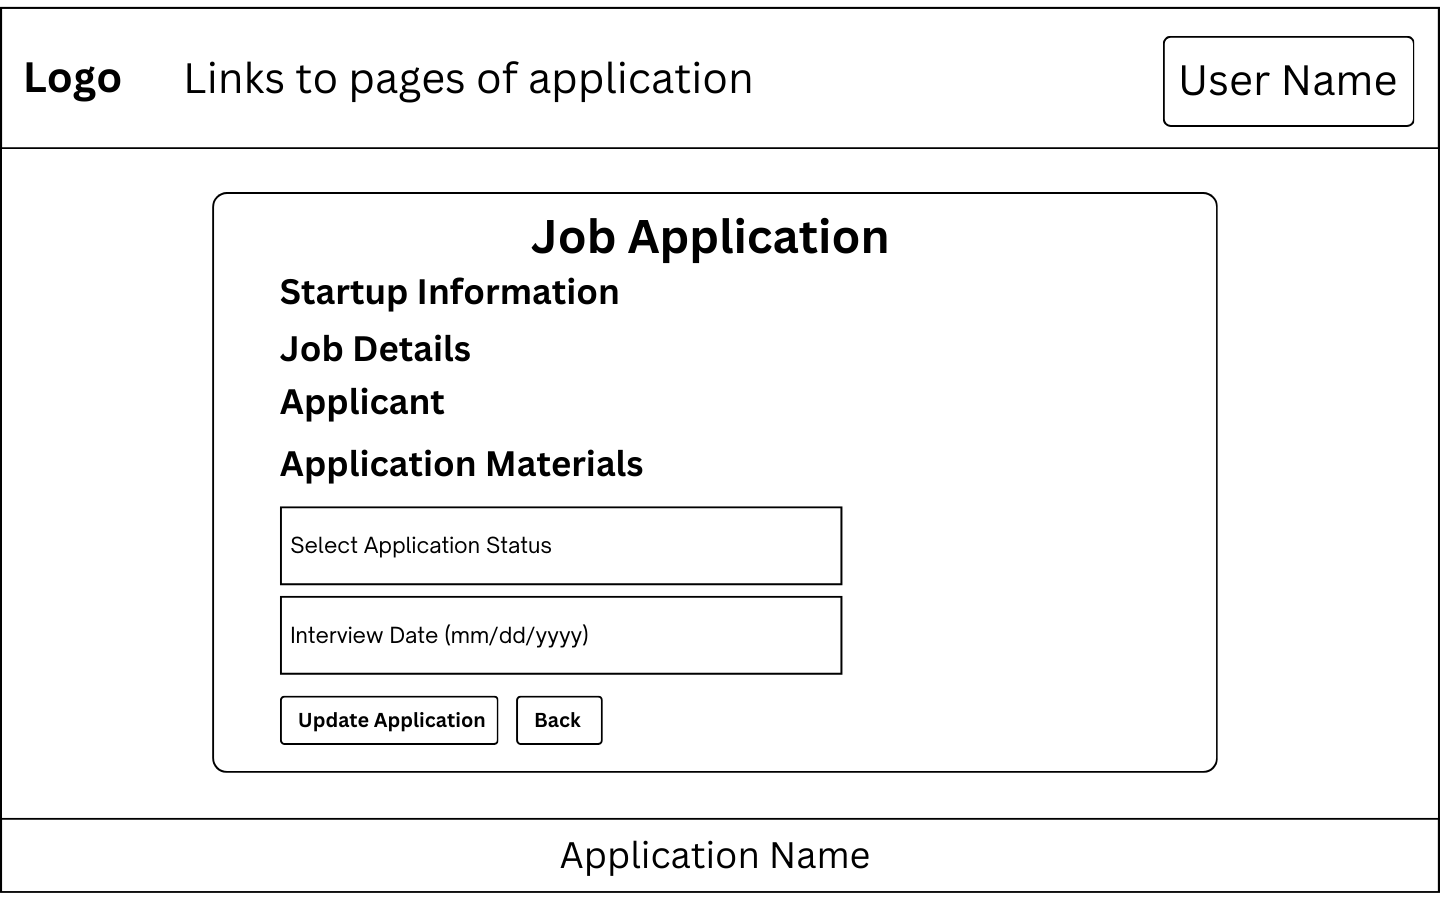 Logo
Links to pages of application
User Name
Job Application
Startup Information
Job Details
Applicant
Application Materials
Select Application Status
Interview Date (mm/dd/yyyy)
Update Application
Back
Application Name